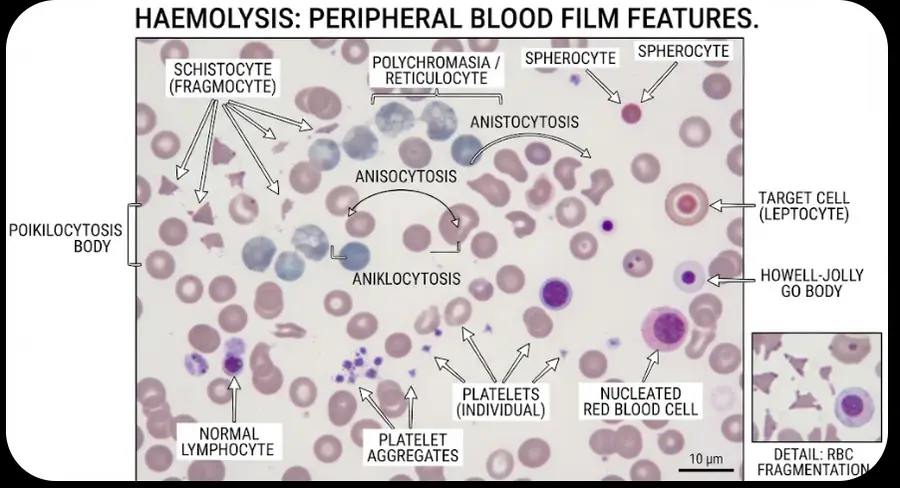 HAEMOLYSIS: PERIPHERAL BLOOD FILM FEATURES.
SCHISTOCYTE
(FRAGMOCYTE)
POLYCHROMASIA /
RETICULOCYTE
SPHEROCYTE
SPHEROCYTE
ANISTOCYTOSIS
ANISOCYTOSIS
TARGET CELL
(LEPTOCYTE)
POIKILOCYTOSIS
BODY
ANIKLOCYTOSIS
HOWELL-JOLLY
GO BODY
PLATELETS
(INDIVIDUAL)
NUCLEATED
RED BLOOD CELL
NORMAL
LYMPHOCYTE
PLATELET
AGGREGATES
10 µm
DETAIL: RBC
FRAGMENTATION